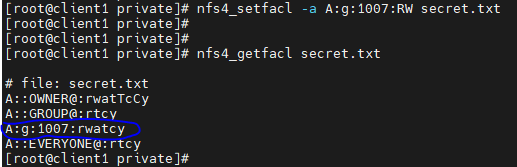 [root@client1 private]# nfs4_setfacl -a A:g:1007:RW secret.txt
[root@client1 private]#
[root@client1 private]#
[root@client1 private]# nfs4_getfacl secret.txt
# file: secret.txt
A::OWNER@:rwatTcCy
A::GROUP@:rtcy
A:g:1007:rwatcy
A::EVERYONE@:rtcy
[root@client1 private]#